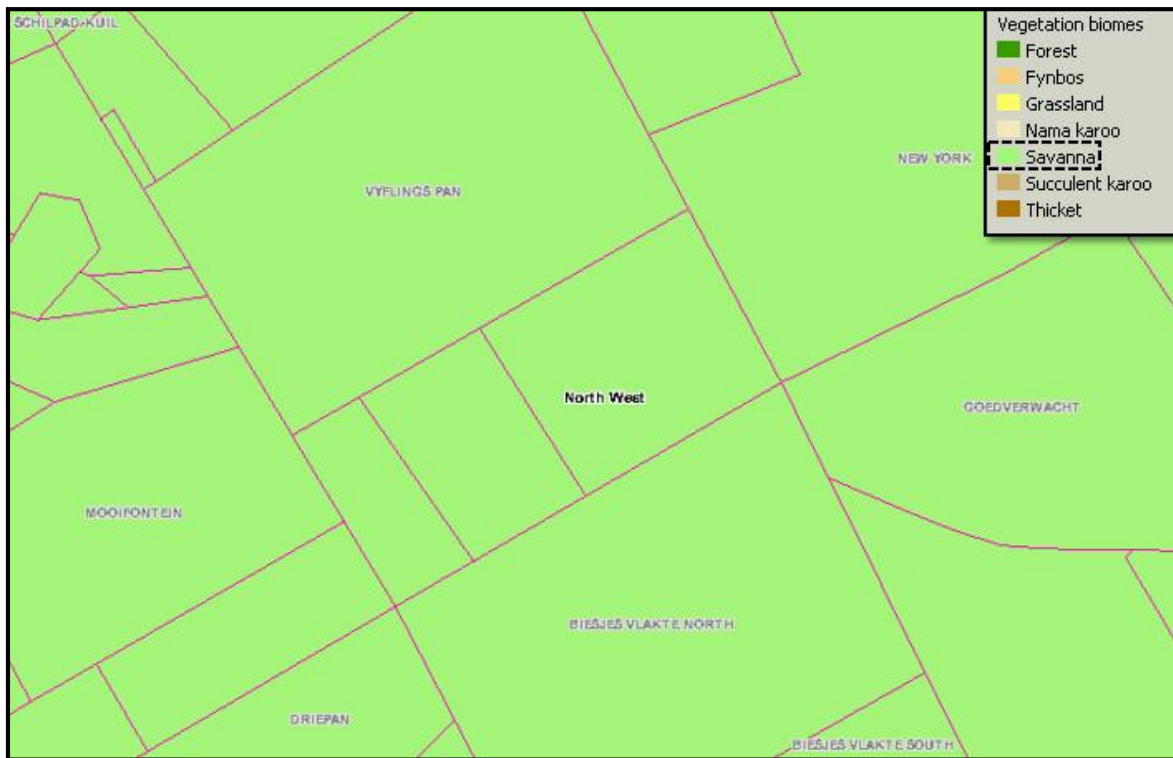 SCHILPAD-KUIL
Vegetation biomes
Forest
Fynbos
Grassland
Nama karoo
Savanna
Succulent karoo
Thicket
NEW YORK
VYFLINGS PAN
North West
GOEDVERWACHT
MOOIFONTEIN
BIESJES VLAKTE NORTH
DRIEPAN
BIESJES VLAKTE SOUTH